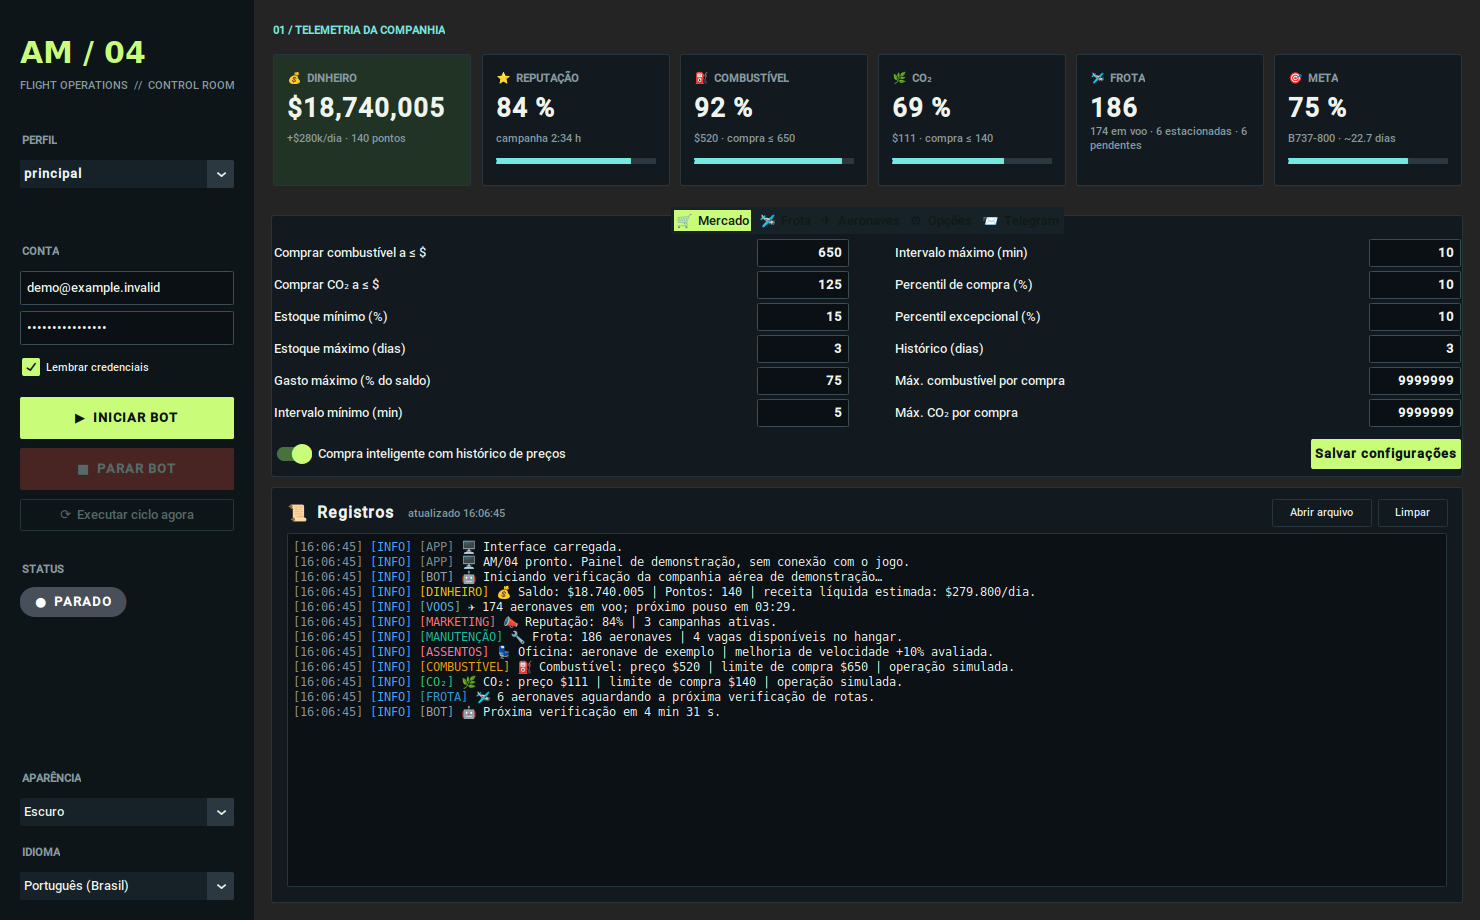 AM / 04
FLIGHT OPERATIONS // CONTROL ROOM
PERFIL
principal
CONTA
demo@example.invalid
••••••••••••••••
Lembrar credenciais
▶ INICIAR BOT
■ PARAR BOT
⟳ Executar ciclo agora
STATUS
● PARADO
APARÊNCIA
Escuro
IDIOMA
Português (Brasil)
01 / TELEMETRIA DA COMPANHIA
💰 DINHEIRO
$18,740,005
+$280k/dia · 140 pontos
⭐ REPUTAÇÃO
84 %
campanha 2:34 h
⛽ COMBUSTÍVEL
92 %
$520 · compra ≤ 650
🌿 CO₂
69 %
$111 · compra ≤ 140
🛩️ FROTA
186
174 em voo · 6 estacionadas · 6
pendentes
🎯 META
75 %
B737-800 · ~22.7 dias
🛒 Mercado 🛩️ Frota ✈ Aeronaves ⚙ Opções 📨 Telegram
Comprar combustível a ≤ $ 650
Comprar CO₂ a ≤ $ 125
Estoque mínimo (%) 15
Estoque máximo (dias) 3
Gasto máximo (% do saldo) 75
Intervalo mínimo (min) 5
Intervalo máximo (min) 10
Percentil de compra (%) 10
Percentil excepcional (%) 10
Histórico (dias) 3
Máx. combustível por compra 9999999
Máx. CO₂ por compra 9999999
Compra inteligente com histórico de preços
Salvar configurações
📜 Registros atualizado 16:06:45
Abrir arquivo
Limpar
[16:06:45] [INFO] [APP] 🖥️ Interface carregada.
[16:06:45] [INFO] [APP] 🖥️ AM/04 pronto. Painel de demonstração, sem conexão com o jogo.
[16:06:45] [INFO] [BOT] 🤖 Iniciando verificação da companhia aérea de demonstração…
[16:06:45] [INFO] [DINHEIRO] 💰 Saldo: $18.740.005 | Pontos: 140 | receita líquida estimada: $279.800/dia.
[16:06:45] [INFO] [VOOS] ✈ 174 aeronaves em voo; próximo pouso em 03:29.
[16:06:45] [INFO] [MARKETING] 📣 Reputação: 84% | 3 campanhas ativas.
[16:06:45] [INFO] [MANUTENÇÃO] 🔧 Frota: 186 aeronaves | 4 vagas disponíveis no hangar.
[16:06:45] [INFO] [ASSENTOS] 💺 Oficina: aeronave de exemplo | melhoria de velocidade +10% avaliada.
[16:06:45] [INFO] [COMBUSTÍVEL] ⛽ Combustível: preço $520 | limite de compra $650 | operação simulada.
[16:06:45] [INFO] [CO₂] 🌿 CO₂: preço $111 | limite de compra $140 | operação simulada.
[16:06:45] [INFO] [FROTA] 🛩️ 6 aeronaves aguardando a próxima verificação de rotas.
[16:06:45] [INFO] [BOT] 🤖 Próxima verificação em 4 min 31 s.